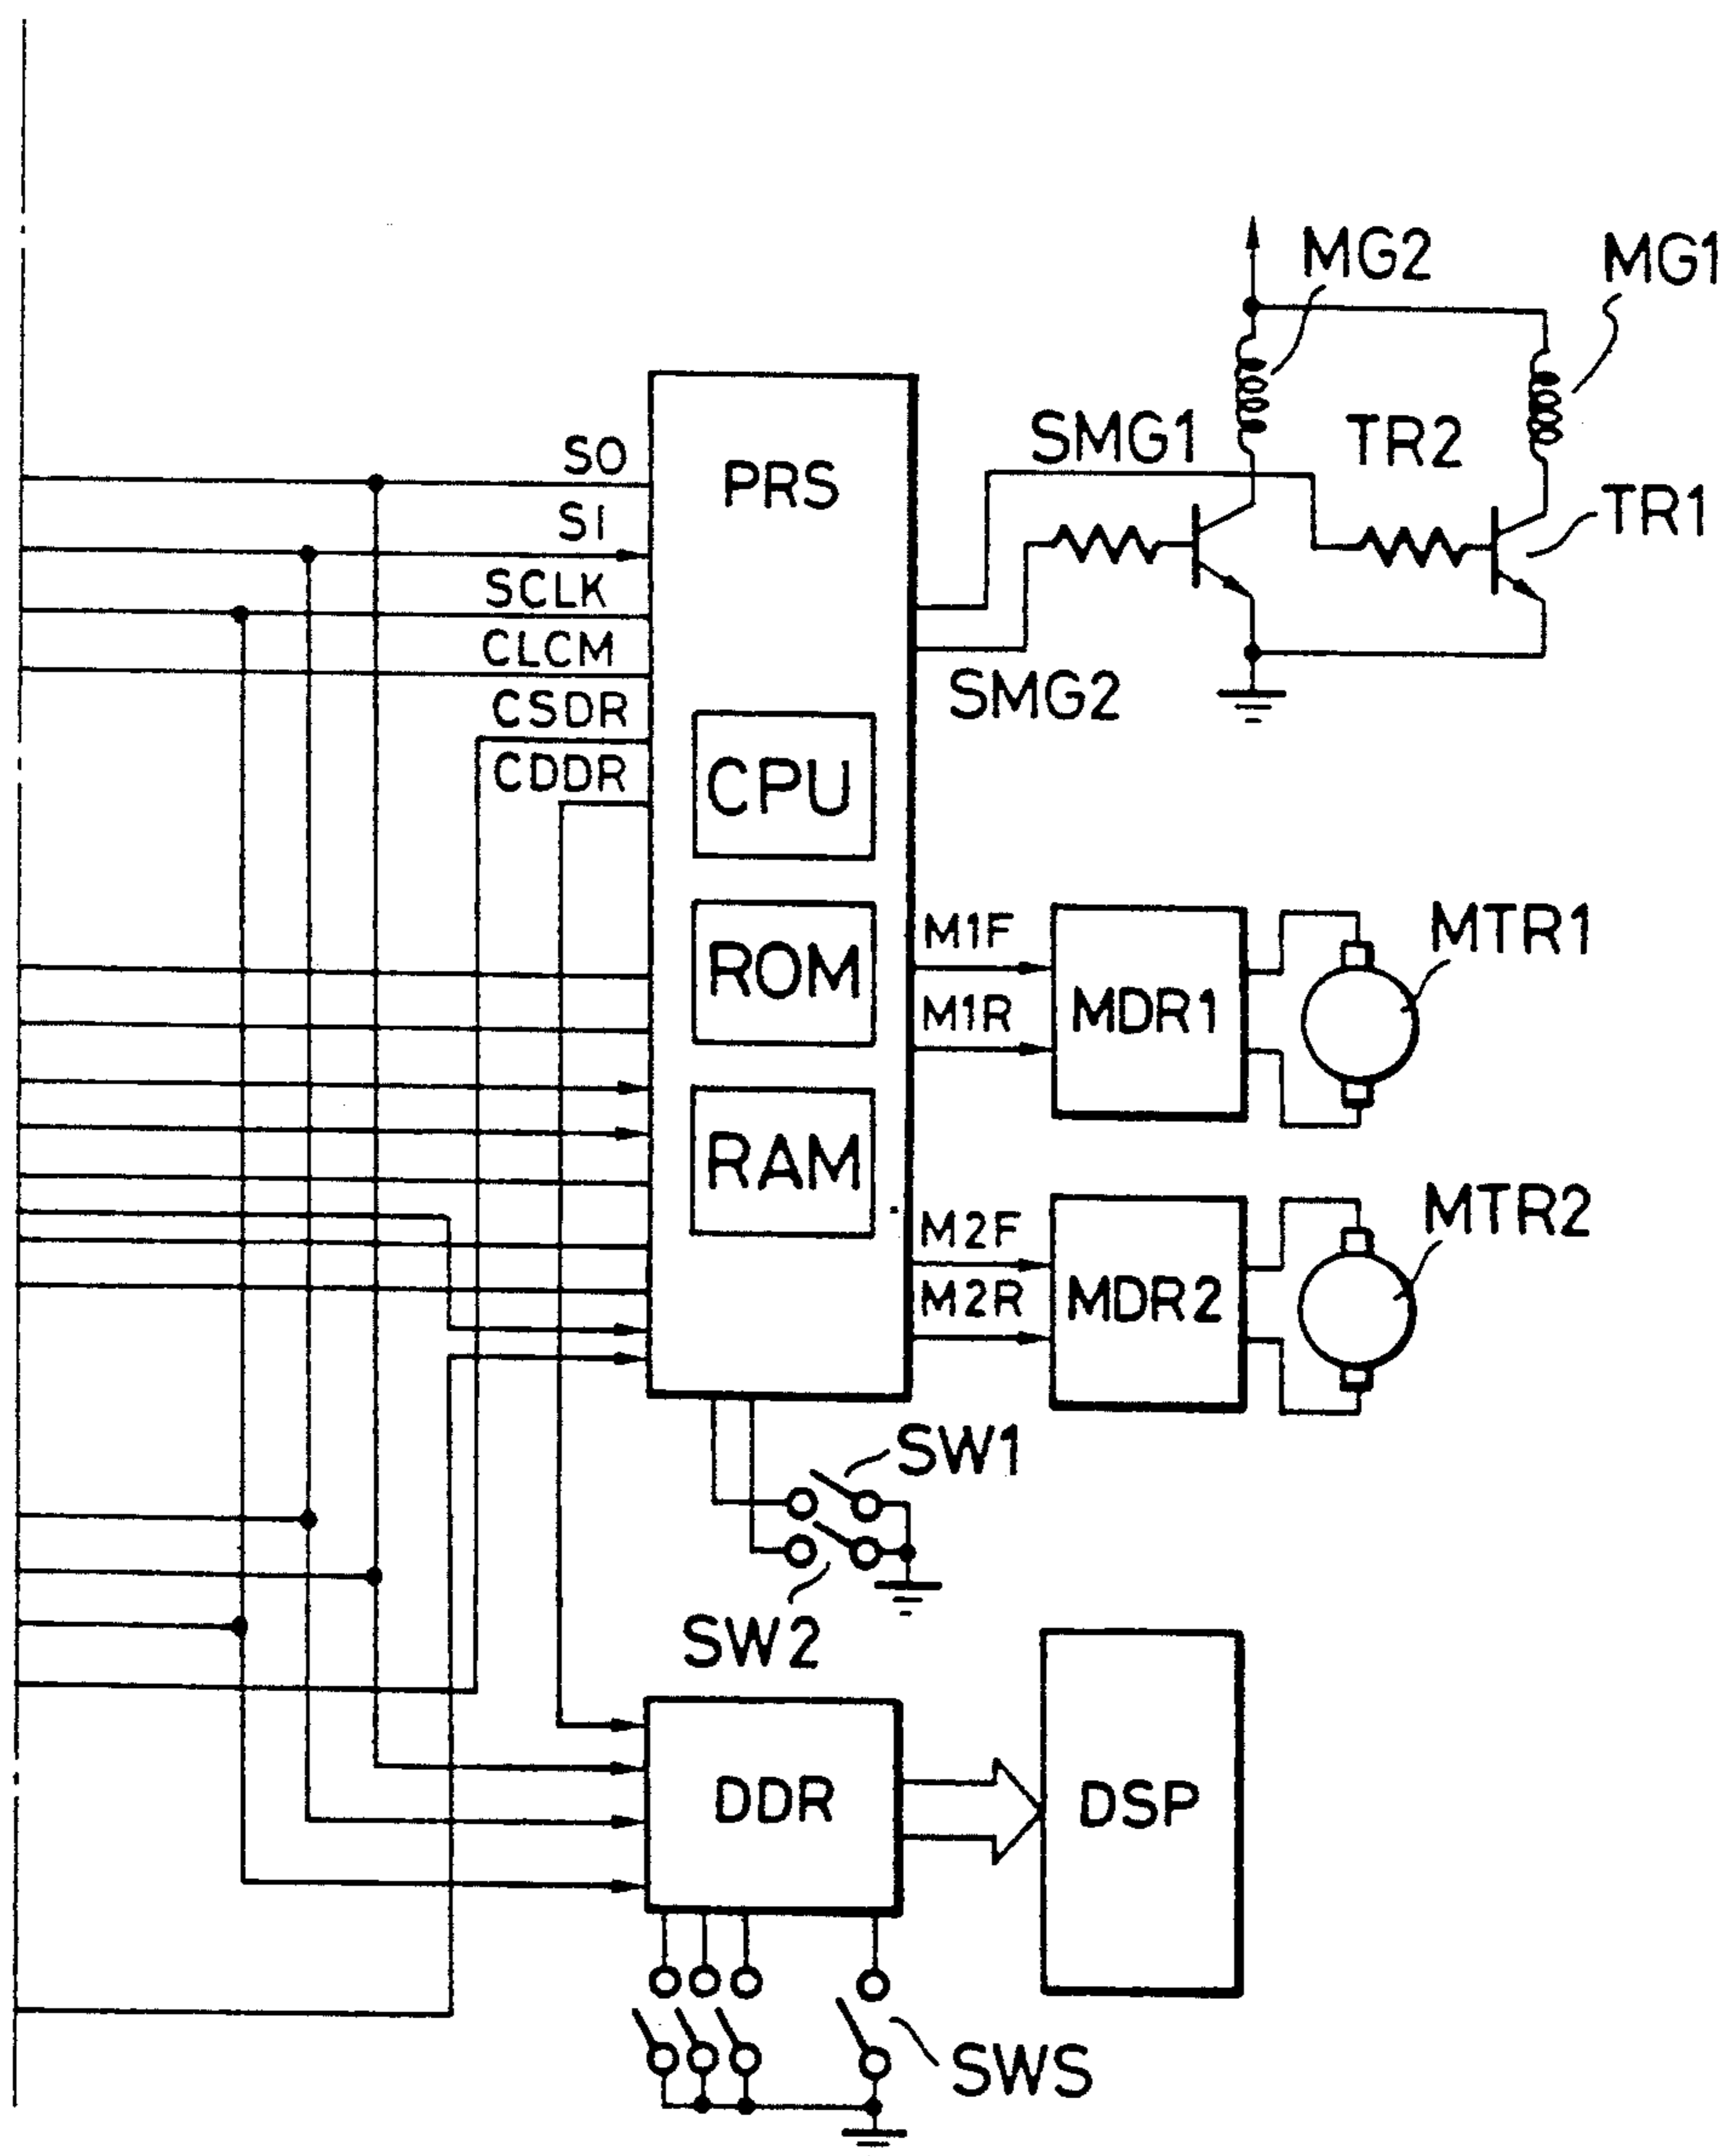 MG2
MG1
SMG1
TR2
SO
PRS
SI
TR1
SCLK
CLCM
SMG2
CSDR
CDDR
CPU
M1F
MTR1
ROM
M1R
MDR1
RAM
M2F
MTR2
M2R
MDR2
SW1
SW2
DDR
DSP
SWS